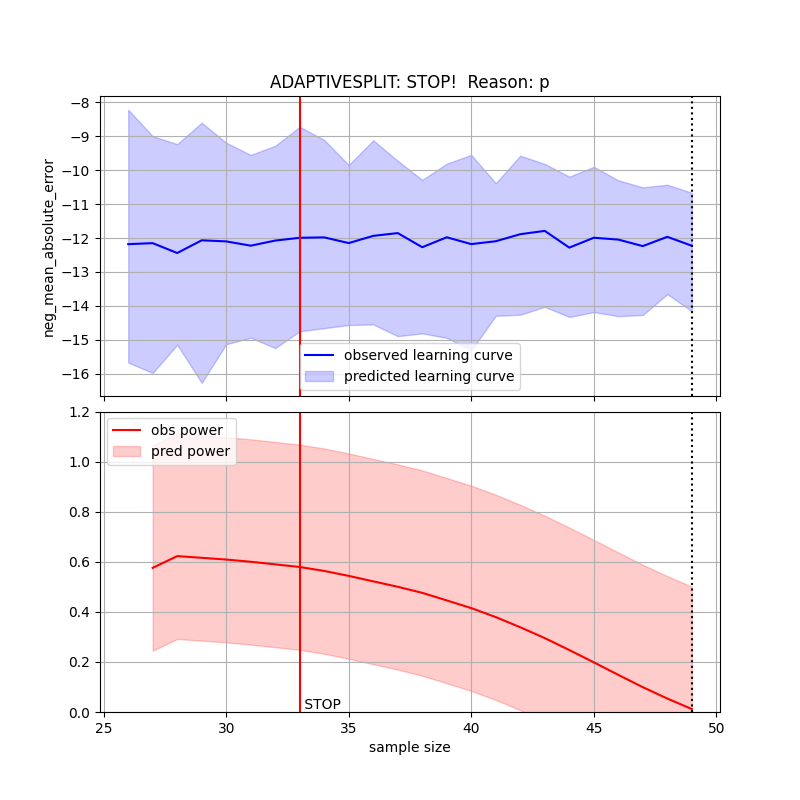 ADAPTIVESPLIT: STOP!  Reason: p
−8
−9
−10
−11
−12
−13
−14
−15
−16
neg_mean_absolute_error
observed learning curve
predicted learning curve
1.2
1.0
0.8
0.6
0.4
0.2
0.0
obs power
pred power
STOP
25
30
35
40
45
50
sample size